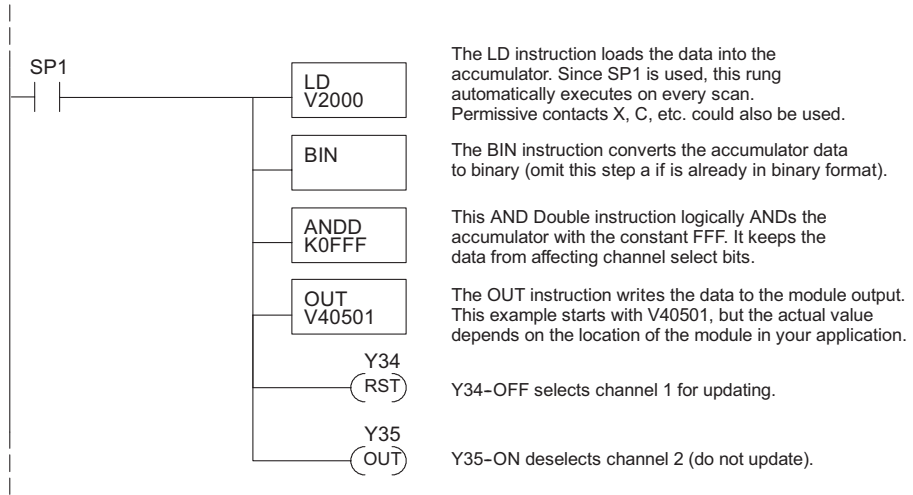 SP1
LD
V2000
The LD instruction loads the data into the
accumulator. Since SP1 is used, this rung
automatically executes on every scan.
Permissive contacts X, C, etc. could also be used.
BIN
The BIN instruction converts the accumulator data
to binary (omit this step a if is already in binary format).
ANDD
K0FFF
This AND Double instruction logically ANDs the
accumulator with the constant FFF. It keeps the
data from affecting channel select bits.
OUT
V40501
The OUT instruction writes the data to the module output.
This example starts with V40501, but the actual value
depends on the location of the module in your application.
Y34
RST
Y34-OFF selects channel 1 for updating.
Y35
OUT
Y35-ON deselects channel 2 (do not update).